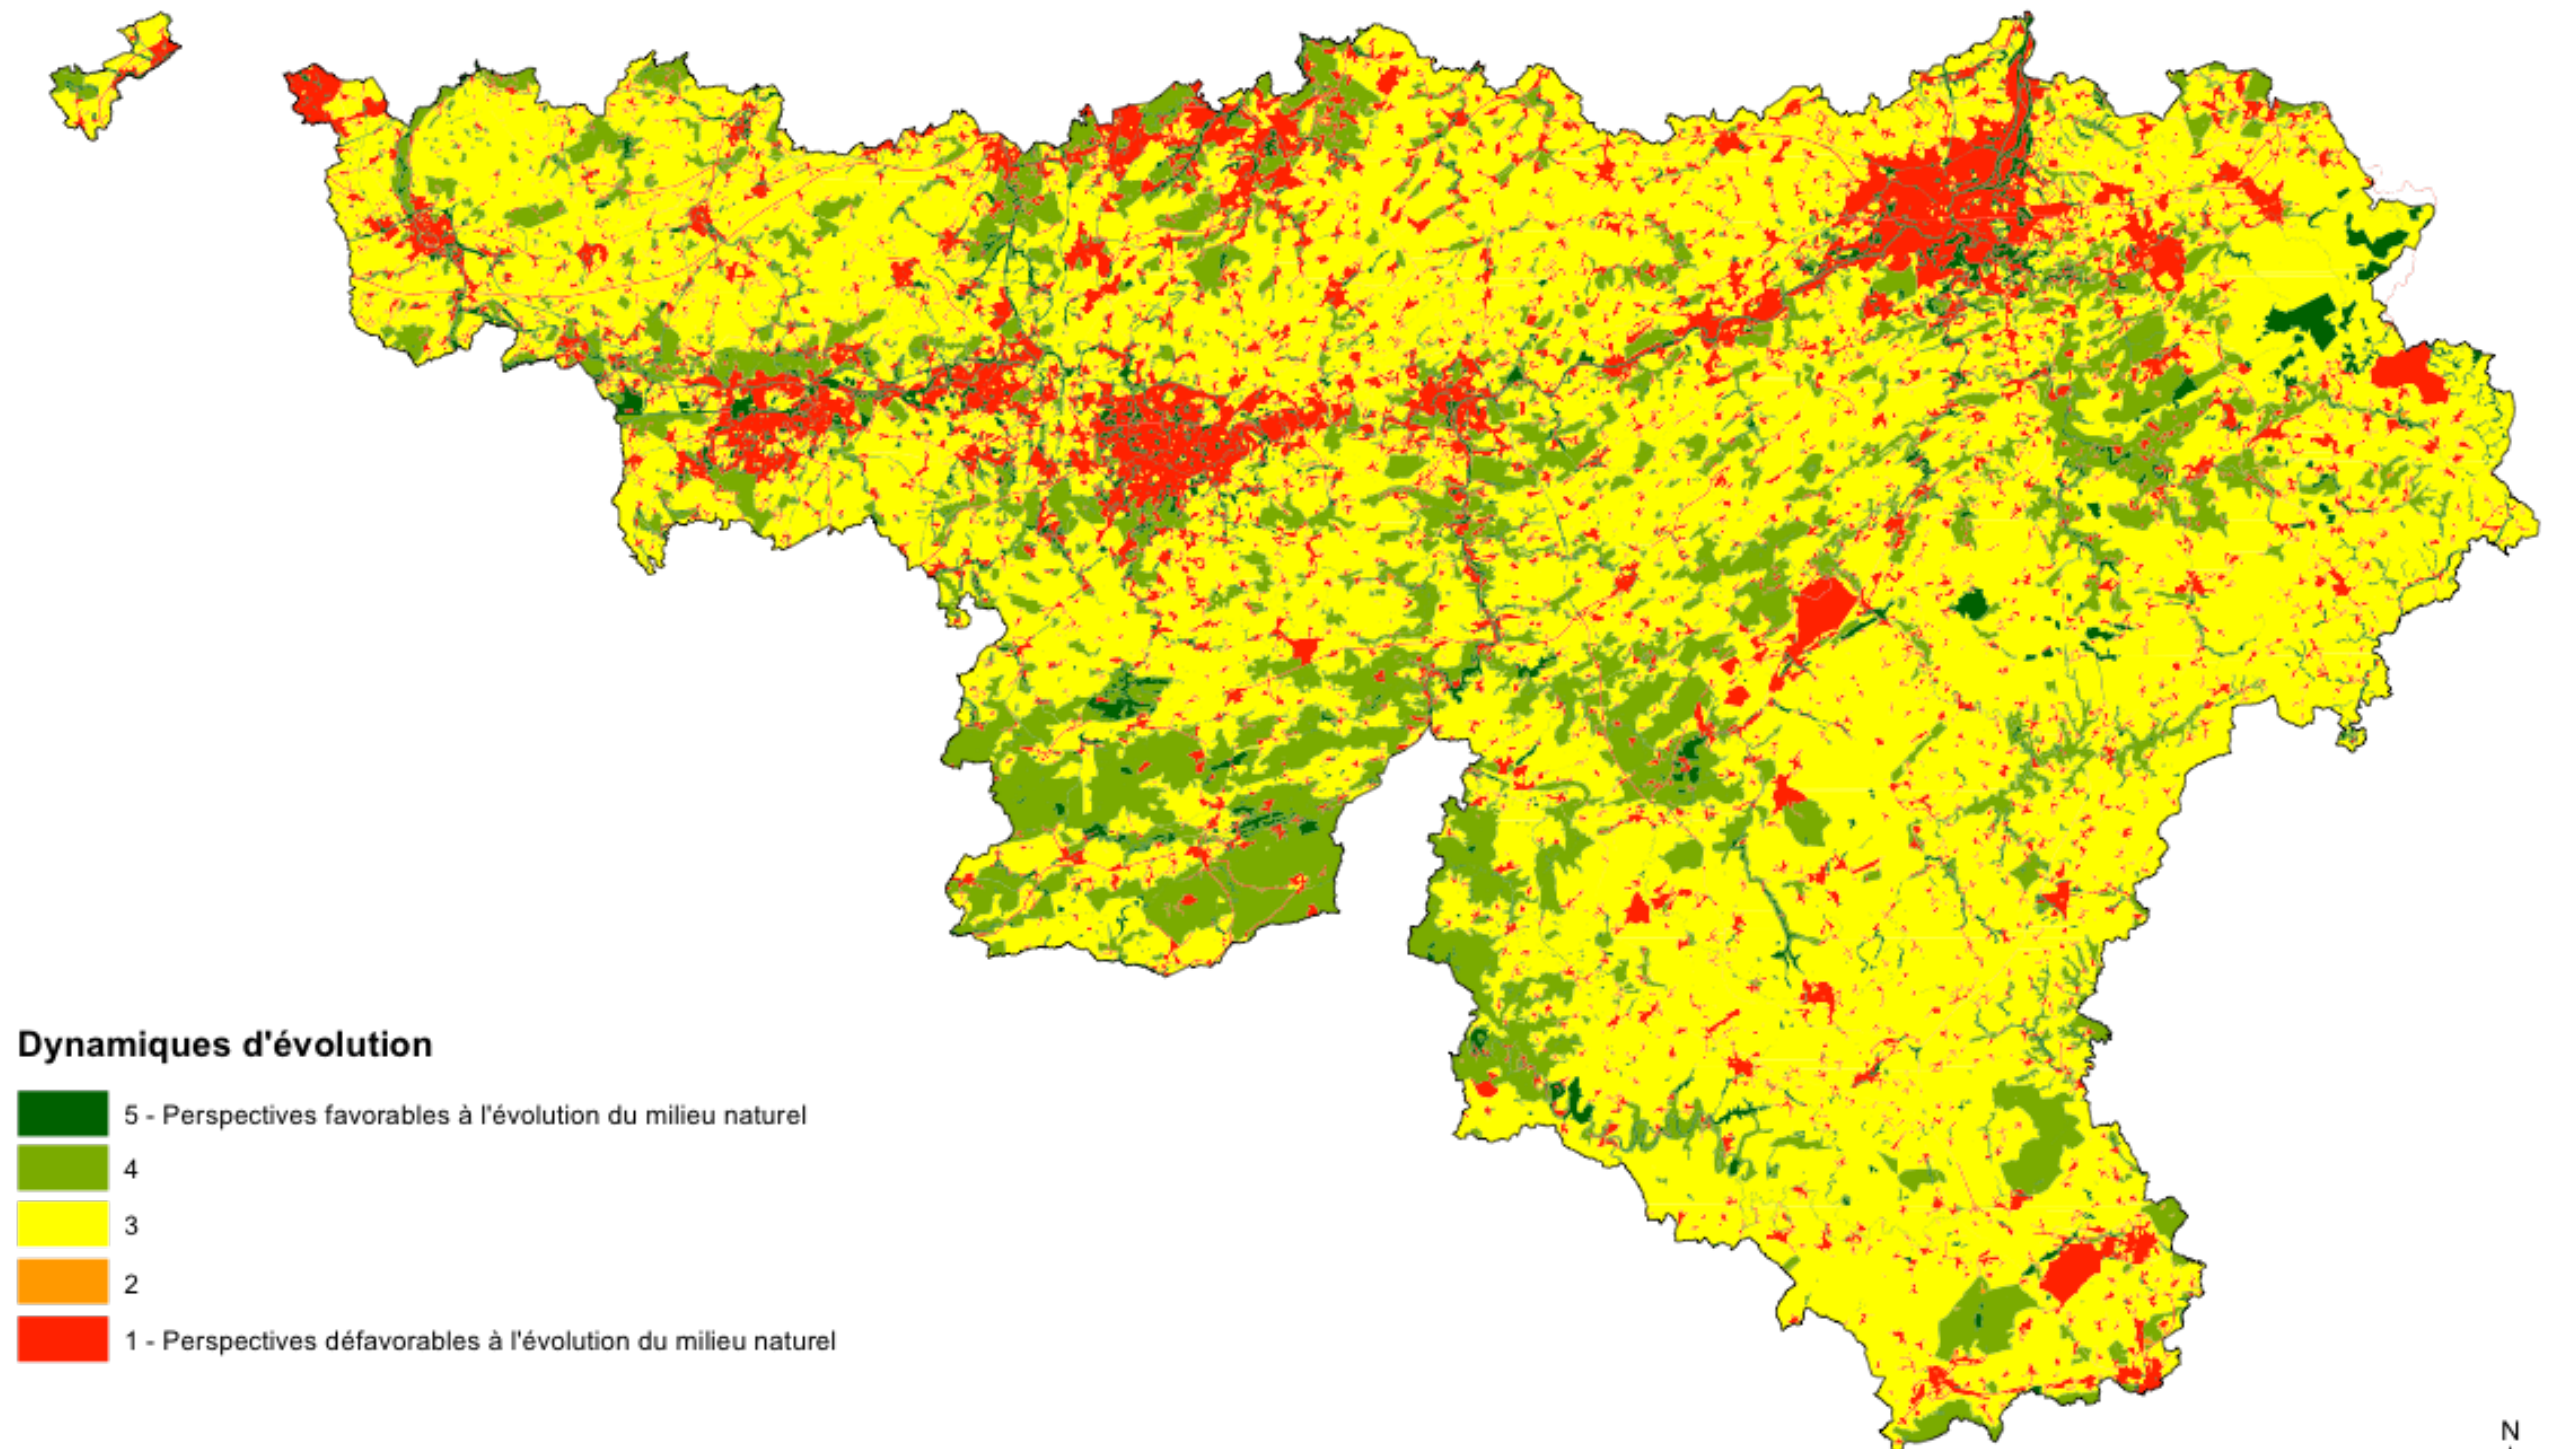 Dynamiques d'évolution
5 - Perspectives favorables à l'évolution du milieu naturel
4
3
2
1 - Perspectives défavorables à l'évolution du milieu naturel
N